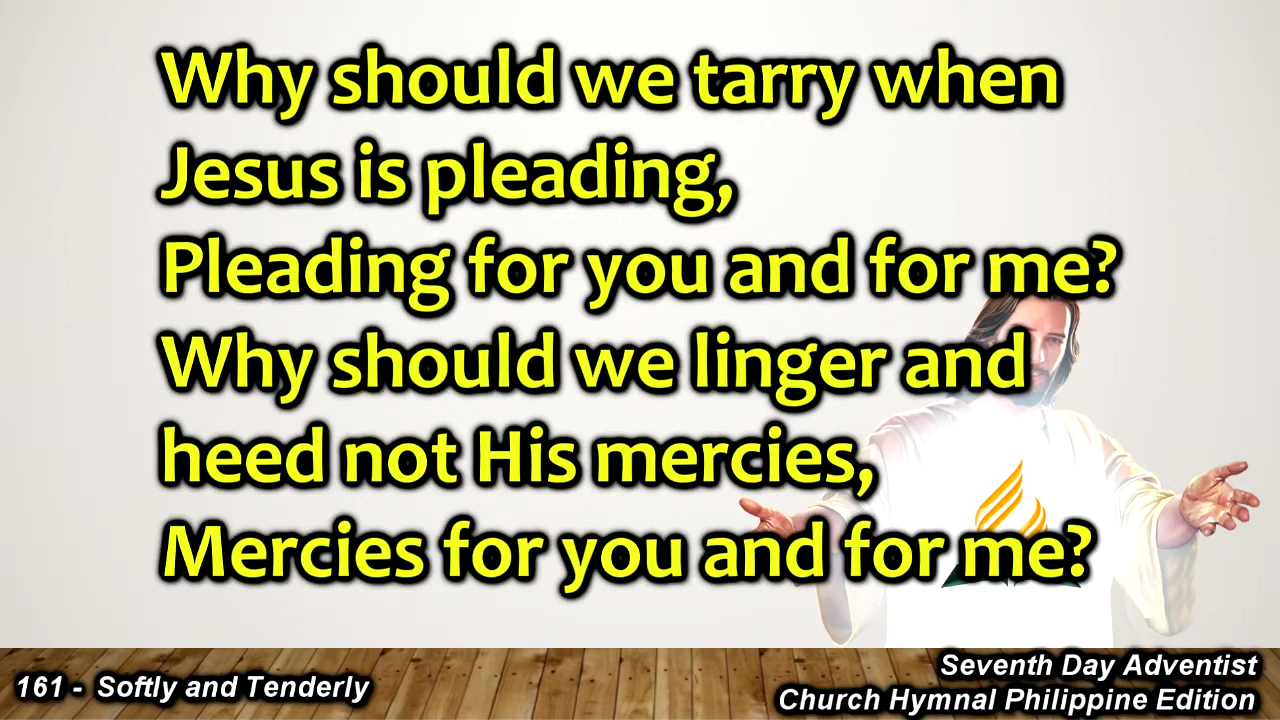 Why should we tarry when
Jesus is pleading,
Pleading for you and for me?
Why should we linger and
heed not His mercies,
Mercies for you and for me?
161 - Softly and Tenderly
Seventh Day Adventist
Church Hymnal Philippine Edition